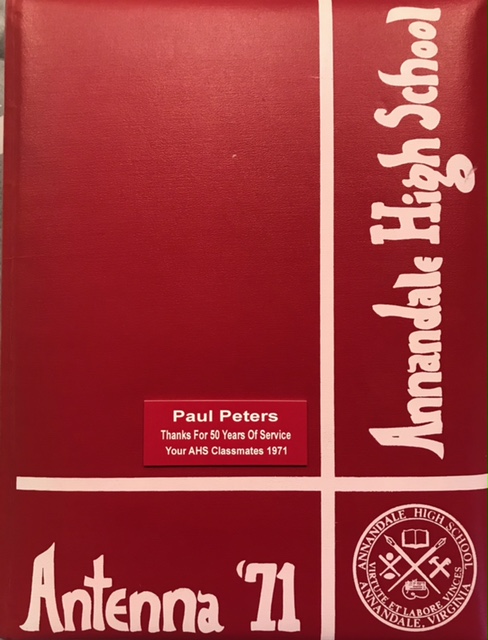 Annandale High School
Paul Peters
Thanks For 50 Years Of Service
Your AHS Classmates 1971
Antenna '71
ANNANDALE HIGH SCHOOL
VIRTUTE ET LABORE VINCES
ANNANDALE, VIRGINIA